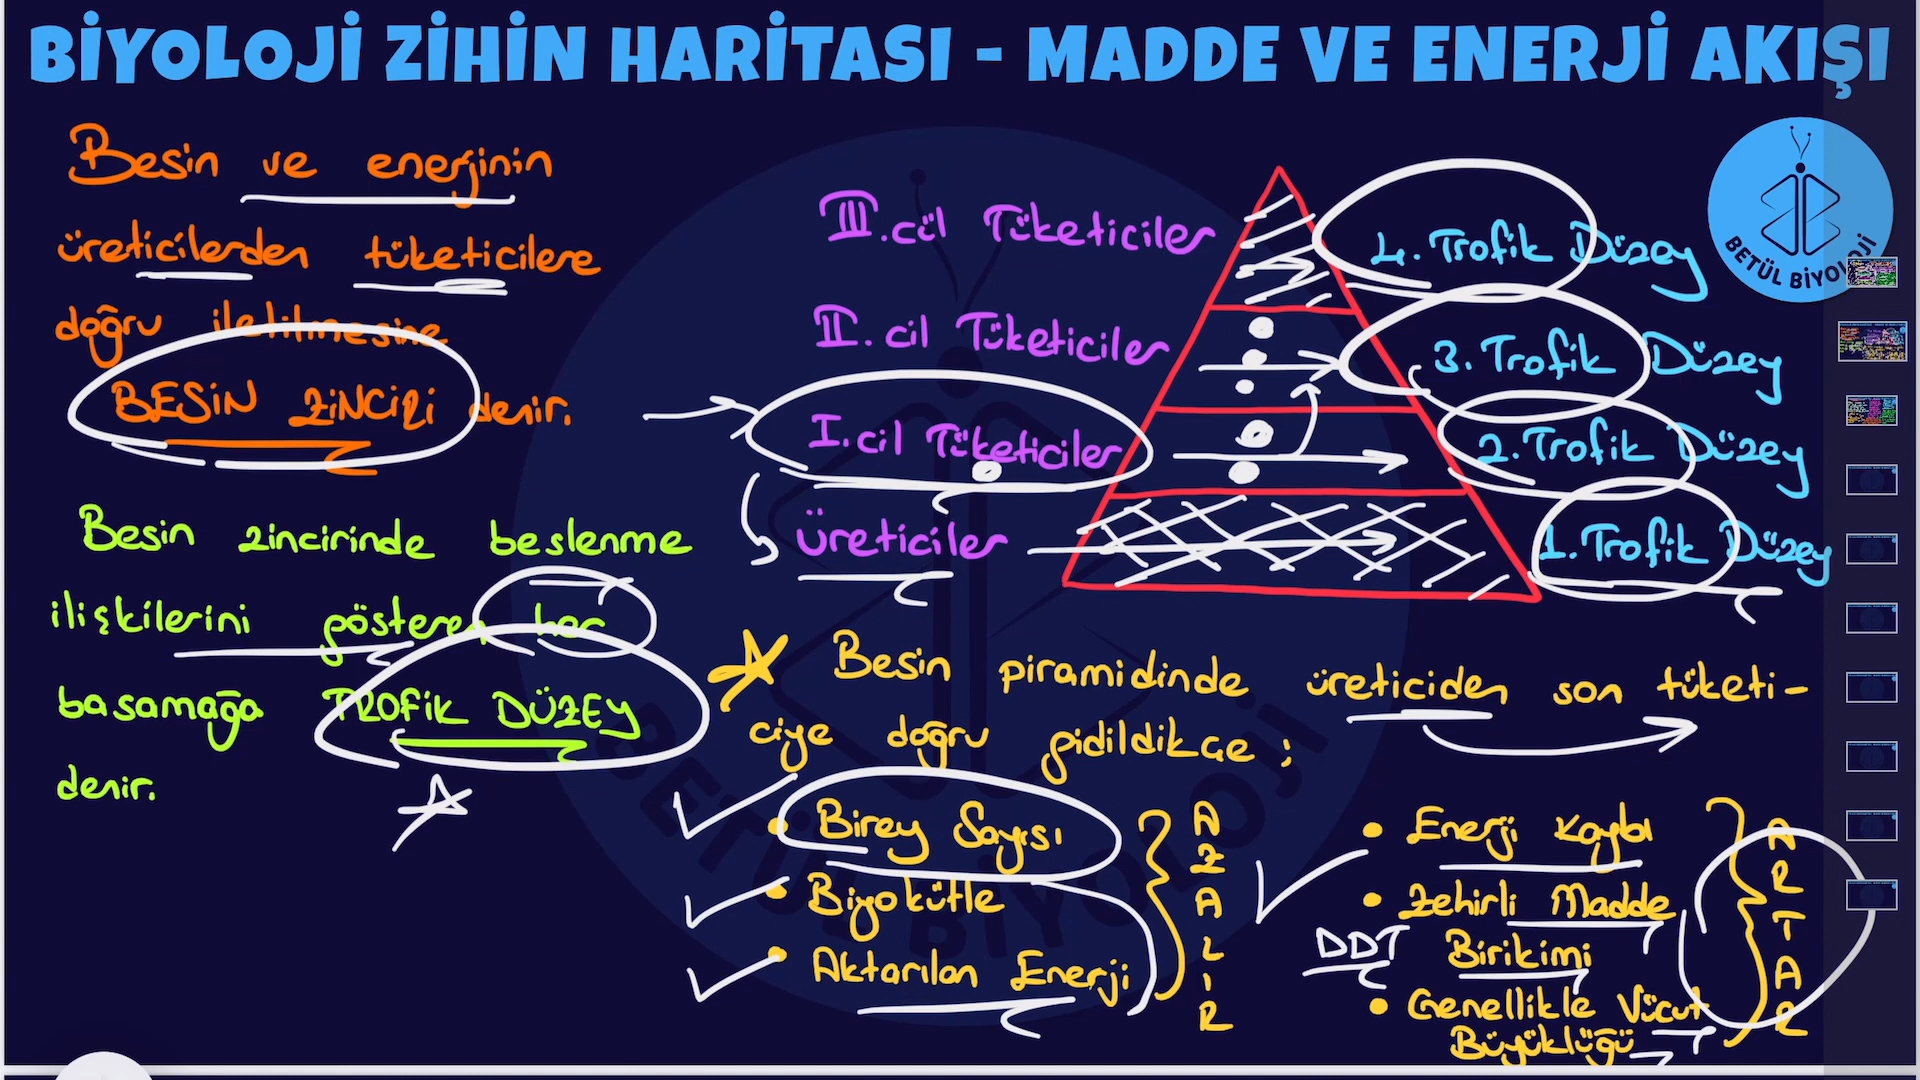 BİYOLOJİ ZİHİN HARİTASI - MADDE VE ENERJİ AKIŞI
Besin ve enerjinin
üreticilerden tüketicilere
doğru iletilmesine
BESİN ZİNCİRİ denir.
Besin zincirinde beslenme
ilişkilerini gösteren her
basamağa TROFİK DÜZEY
denir.
III.cül Tüketiciler
II.cil Tüketiciler
I.cil Tüketiciler
üreticiler
4. Trofik Düzey
3. Trofik Düzey
2. Trofik Düzey
1. Trofik Düzey
BETÜL BİYOLOJİ
Besin piramidinde üreticiden son tüketi-
ciye doğru gidildikçe;
• Birey Sayısı
• Biyokütle
• Aktarılan Enerji
AZALIR
• Enerji kaybı
• Zehirli Madde
DDT Birikimi
• Genellikle Vücut
Büyüklüğü
ARTAR
BETÜL BİYOLOJİ